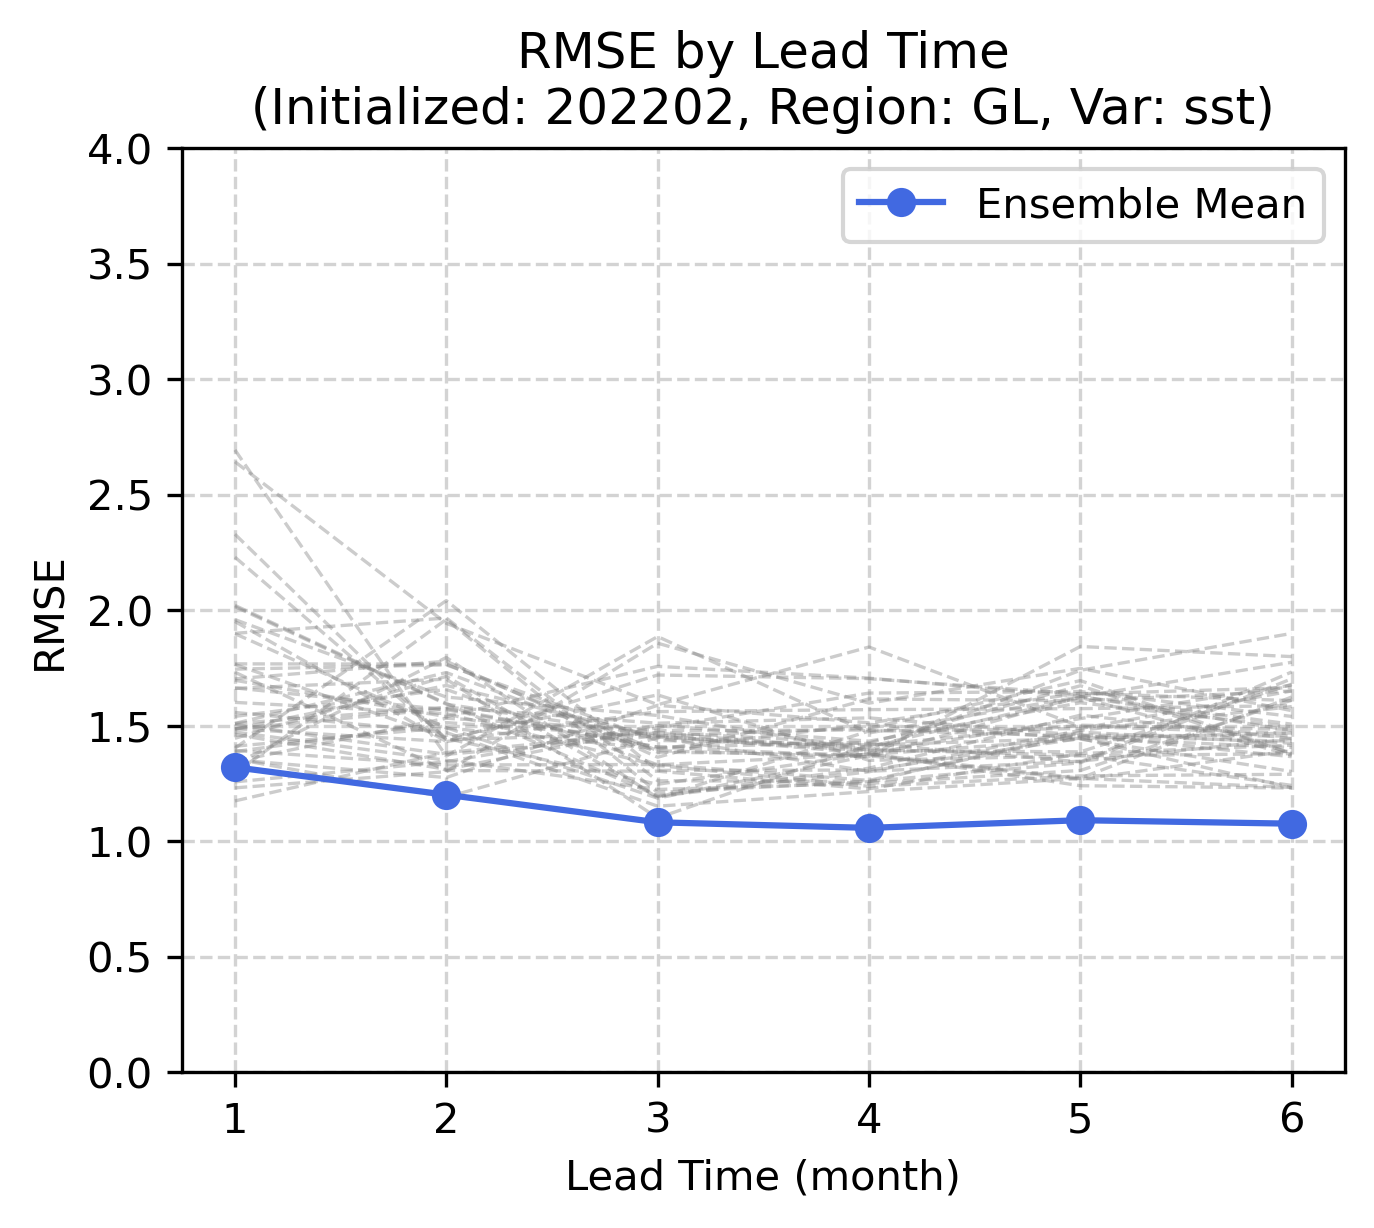 RMSE by Lead Time
(Initialized: 202202, Region: GL, Var: sst)
4.0
3.5
3.0
2.5
2.0
1.5
1.0
0.5
0.0
RMSE
Ensemble Mean
1 2 3 4 5 6
Lead Time (month)